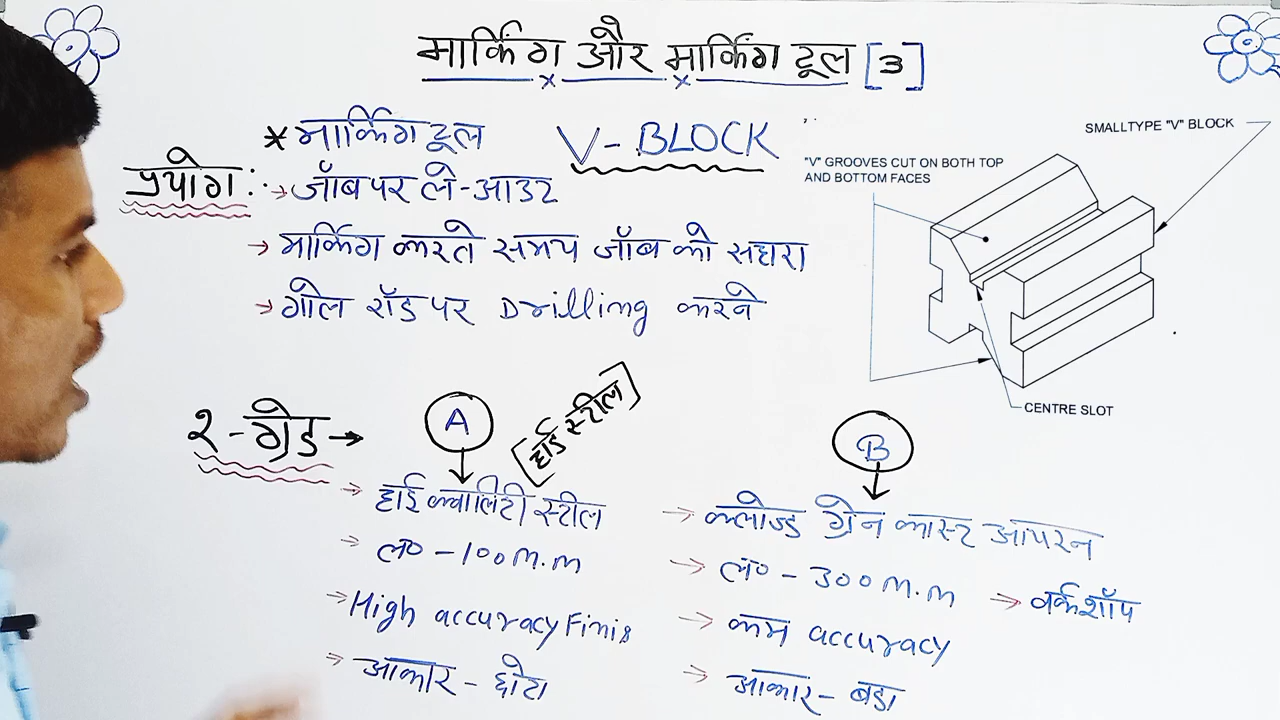 मार्किंग और मार्किंग टूल [3]
* मार्किंग टूल
V-BLOCK
प्रयोग :→ जॉब पर ले-आउट
→ मार्किंग करते समय जॉब को सहारा
→ गोल रॉड पर Drilling करने
SMALLTYPE "V" BLOCK
"V" GROOVES CUT ON BOTH TOP
AND BOTTOM FACES
CENTRE SLOT
२-ग्रेड →
A
[हार्ड स्टील]
→ हाई क्वालिटी स्टील
→ लं० - 100 M.M
→ High accuracy Finis
→ आकार - छोटा
B
→ क्लोज्ड ग्रेन कास्ट ऑयरन
→ लं० - 300 M.M → वर्कशॉप
→ कम accuracy
→ आकार - बडा